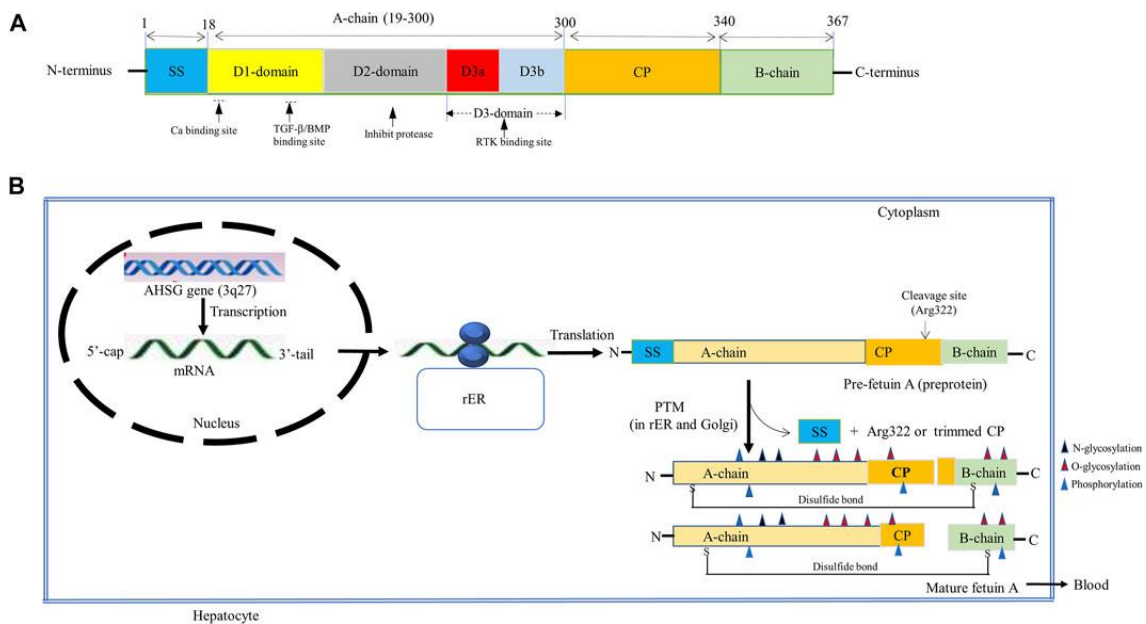 A
1
18
A-chain (19-300)
300
340
367
N-terminus
SS
D1-domain
D2-domain
D3a
D3b
CP
B-chain
C-terminus
D3-domain
Ca binding site
TGF-β/BMP
binding site
Inhibit protease
RTK binding site
B
Cytoplasm
AHSG gene (3q27)
Transcription
5’-cap
3’-tail
mRNA
Nucleus
rER
Translation
Cleavage site
(Arg322)
N
SS
A-chain
CP
B-chain
C
Pre-fetuin A (preprotein)
PTM
(in rER and Golgi)
SS + Arg322 or trimmed CP
N-glycosylation
O-glycosylation
Phosphorylation
N
A-chain
CP
B-chain
C
S
S
Disulfide bond
N
A-chain
CP
B-chain
C
S
S
Disulfide bond
Mature fetuin A
Blood
Hepatocyte